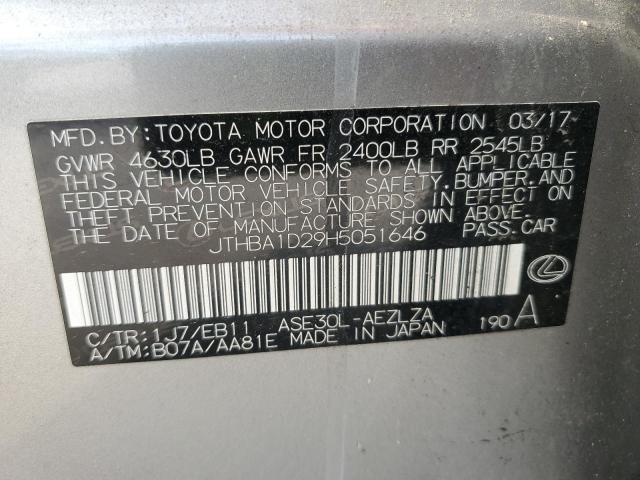 MFD.BY:TOYOTA MOTOR CORPORATION 03/17
GVWR 4630LB GAWR FR 2400LB RR 2545LB
THIS VEHICLE CONFORMS TO ALL APPLICABLE
FEDERAL MOTOR VEHICLE SAFETY,BUMPER,AND
THEFT PREVENTION STANDARDS IN EFFECT ON
THE DATE OF MANUFACTURE SHOWN ABOVE.
JTHBA1D29H5051646 PASS.CAR
C/TR:1J7/EB11 ASE30L-AEZLZA
A/TM:B07A/AA81E MADE IN JAPAN 190A